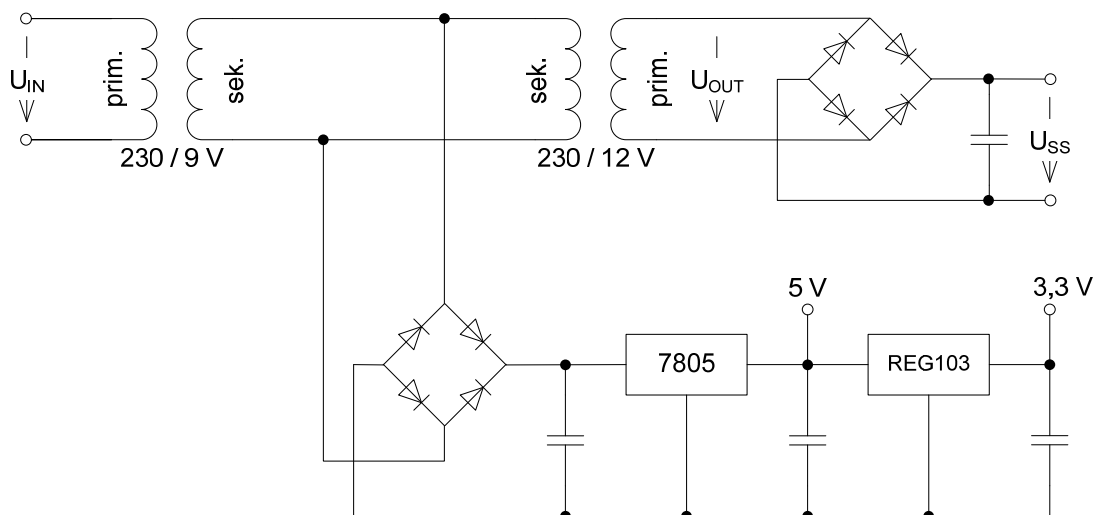 U_IN
prim.
sek.
sek.
prim.
U_OUT
U_SS
230 / 9 V
230 / 12 V
5 V
3,3 V
7805
REG103